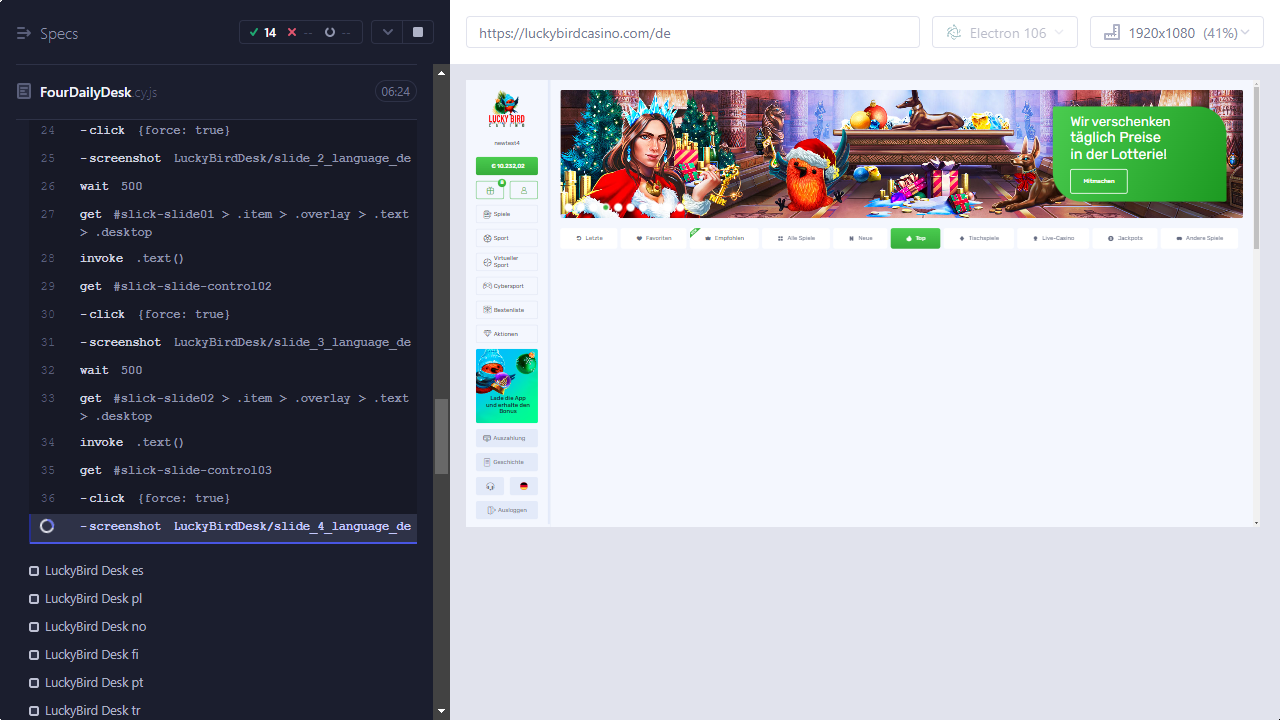 Specs
14
--
--
FourDailyDesk.cy.js
06:24
24 -click {force: true}
25 -screenshot LuckyBirdDesk/slide_2_language_de
26 wait 500
27 get #slick-slide01 > .item > .overlay > .text
> .desktop
28 invoke .text()
29 get #slick-slide-control02
30 -click {force: true}
31 -screenshot LuckyBirdDesk/slide_3_language_de
32 wait 500
33 get #slick-slide02 > .item > .overlay > .text
> .desktop
34 invoke .text()
35 get #slick-slide-control03
36 -click {force: true}
-screenshot LuckyBirdDesk/slide_4_language_de
LuckyBird Desk es
LuckyBird Desk pl
LuckyBird Desk no
LuckyBird Desk fi
LuckyBird Desk pt
LuckyBird Desk tr
https://luckybirdcasino.com/de
Electron 106
1920x1080 (41%)
LUCKY BIRD
CASINO
newtest4
€ 10.232,02
Spiele
Sport
Virtueller
Sport
Cybersport
Bestenliste
Aktionen
Lade die App
und erhalte den
Bonus
Auszahlung
Geschichte
Ausloggen
Wir verschenken
täglich Preise
in der Lotterie!
Mitmachen
Letzte
Favoriten
Empfohlen
Alle Spiele
Neue
Top
Tischspiele
Live-Casino
Jackpots
Andere Spiele